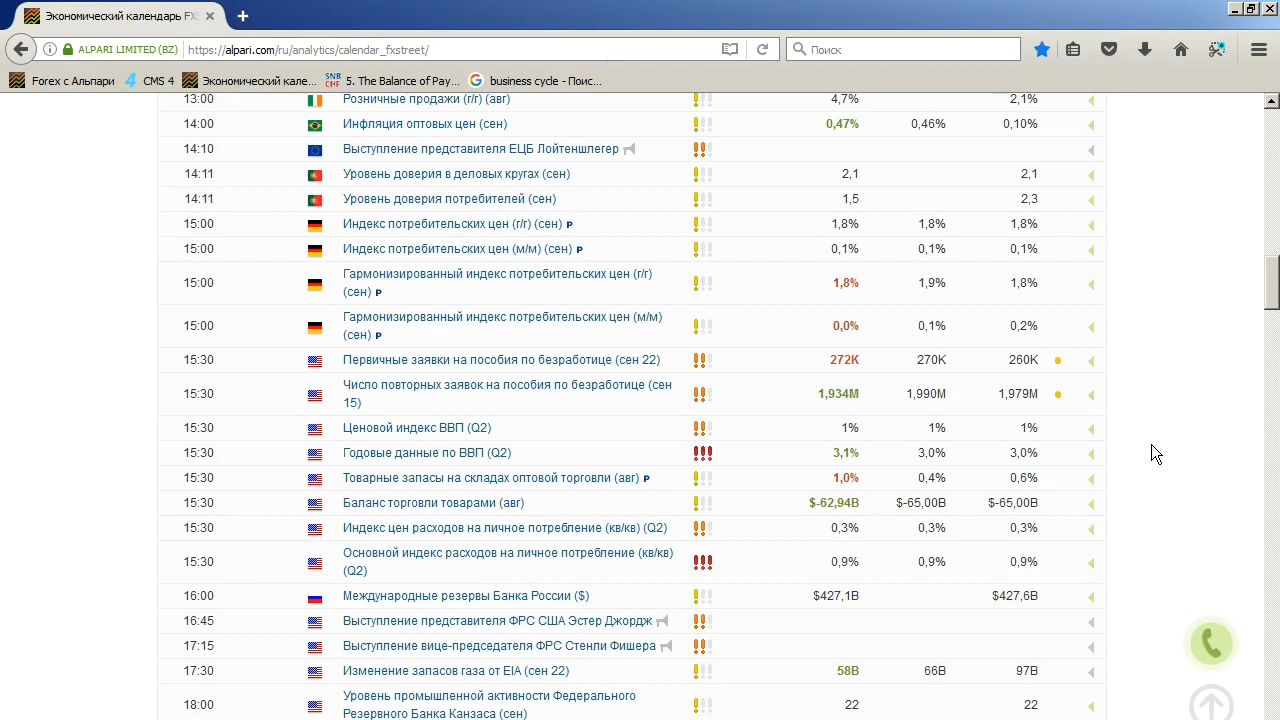 Экономический календарь FXS
ALPARI LIMITED (BZ)
https://alpari.com/ru/analytics/calendar_fxstreet/
Поиск
Forex с Альпари
CMS 4
Экономический кале...
SNB
5. The Balance of Pay...
business cycle - Поис...
13:00 Розничные продажи (г/г) (авг) 4,7% 2,1%
14:00 Инфляция оптовых цен (сен) 0,47% 0,46% 0,10%
14:10 Выступление представителя ЕЦБ Лойтеншлегер
14:11 Уровень доверия в деловых кругах (сен) 2,1 2,1
14:11 Уровень доверия потребителей (сен) 1,5 2,3
15:00 Индекс потребительских цен (г/г) (сен) P 1,8% 1,8% 1,8%
15:00 Индекс потребительских цен (м/м) (сен) P 0,1% 0,1% 0,1%
15:00 Гармонизированный индекс потребительских цен (г/г) 1,8% 1,9% 1,8%
(сен) P
15:00 Гармонизированный индекс потребительских цен (м/м) 0,0% 0,1% 0,2%
(сен) P
15:30 Первичные заявки на пособия по безработице (сен 22) 272K 270K 260K
15:30 Число повторных заявок на пособия по безработице (сен 1,934M 1,990M 1,979M
15)
15:30 Ценовой индекс ВВП (Q2) 1% 1% 1%
15:30 Годовые данные по ВВП (Q2) 3,1% 3,0% 3,0%
15:30 Товарные запасы на складах оптовой торговли (авг) P 1,0% 0,4% 0,6%
15:30 Баланс торговли товарами (авг) $-62,94B $-65,00B $-65,00B
15:30 Индекс цен расходов на личное потребление (кв/кв) (Q2) 0,3% 0,3% 0,3%
15:30 Основной индекс расходов на личное потребление (кв/кв) 0,9% 0,9% 0,9%
(Q2)
16:00 Международные резервы Банка России ($) $427,1B $427,6B
16:45 Выступление представителя ФРС США Эстер Джордж
17:15 Выступление вице-председателя ФРС Стенли Фишера
17:30 Изменение запасов газа от EIA (сен 22) 58B 66B 97B
18:00 Уровень промышленной активности Федерального 22 22
Резервного Банка Канзаса (сен)